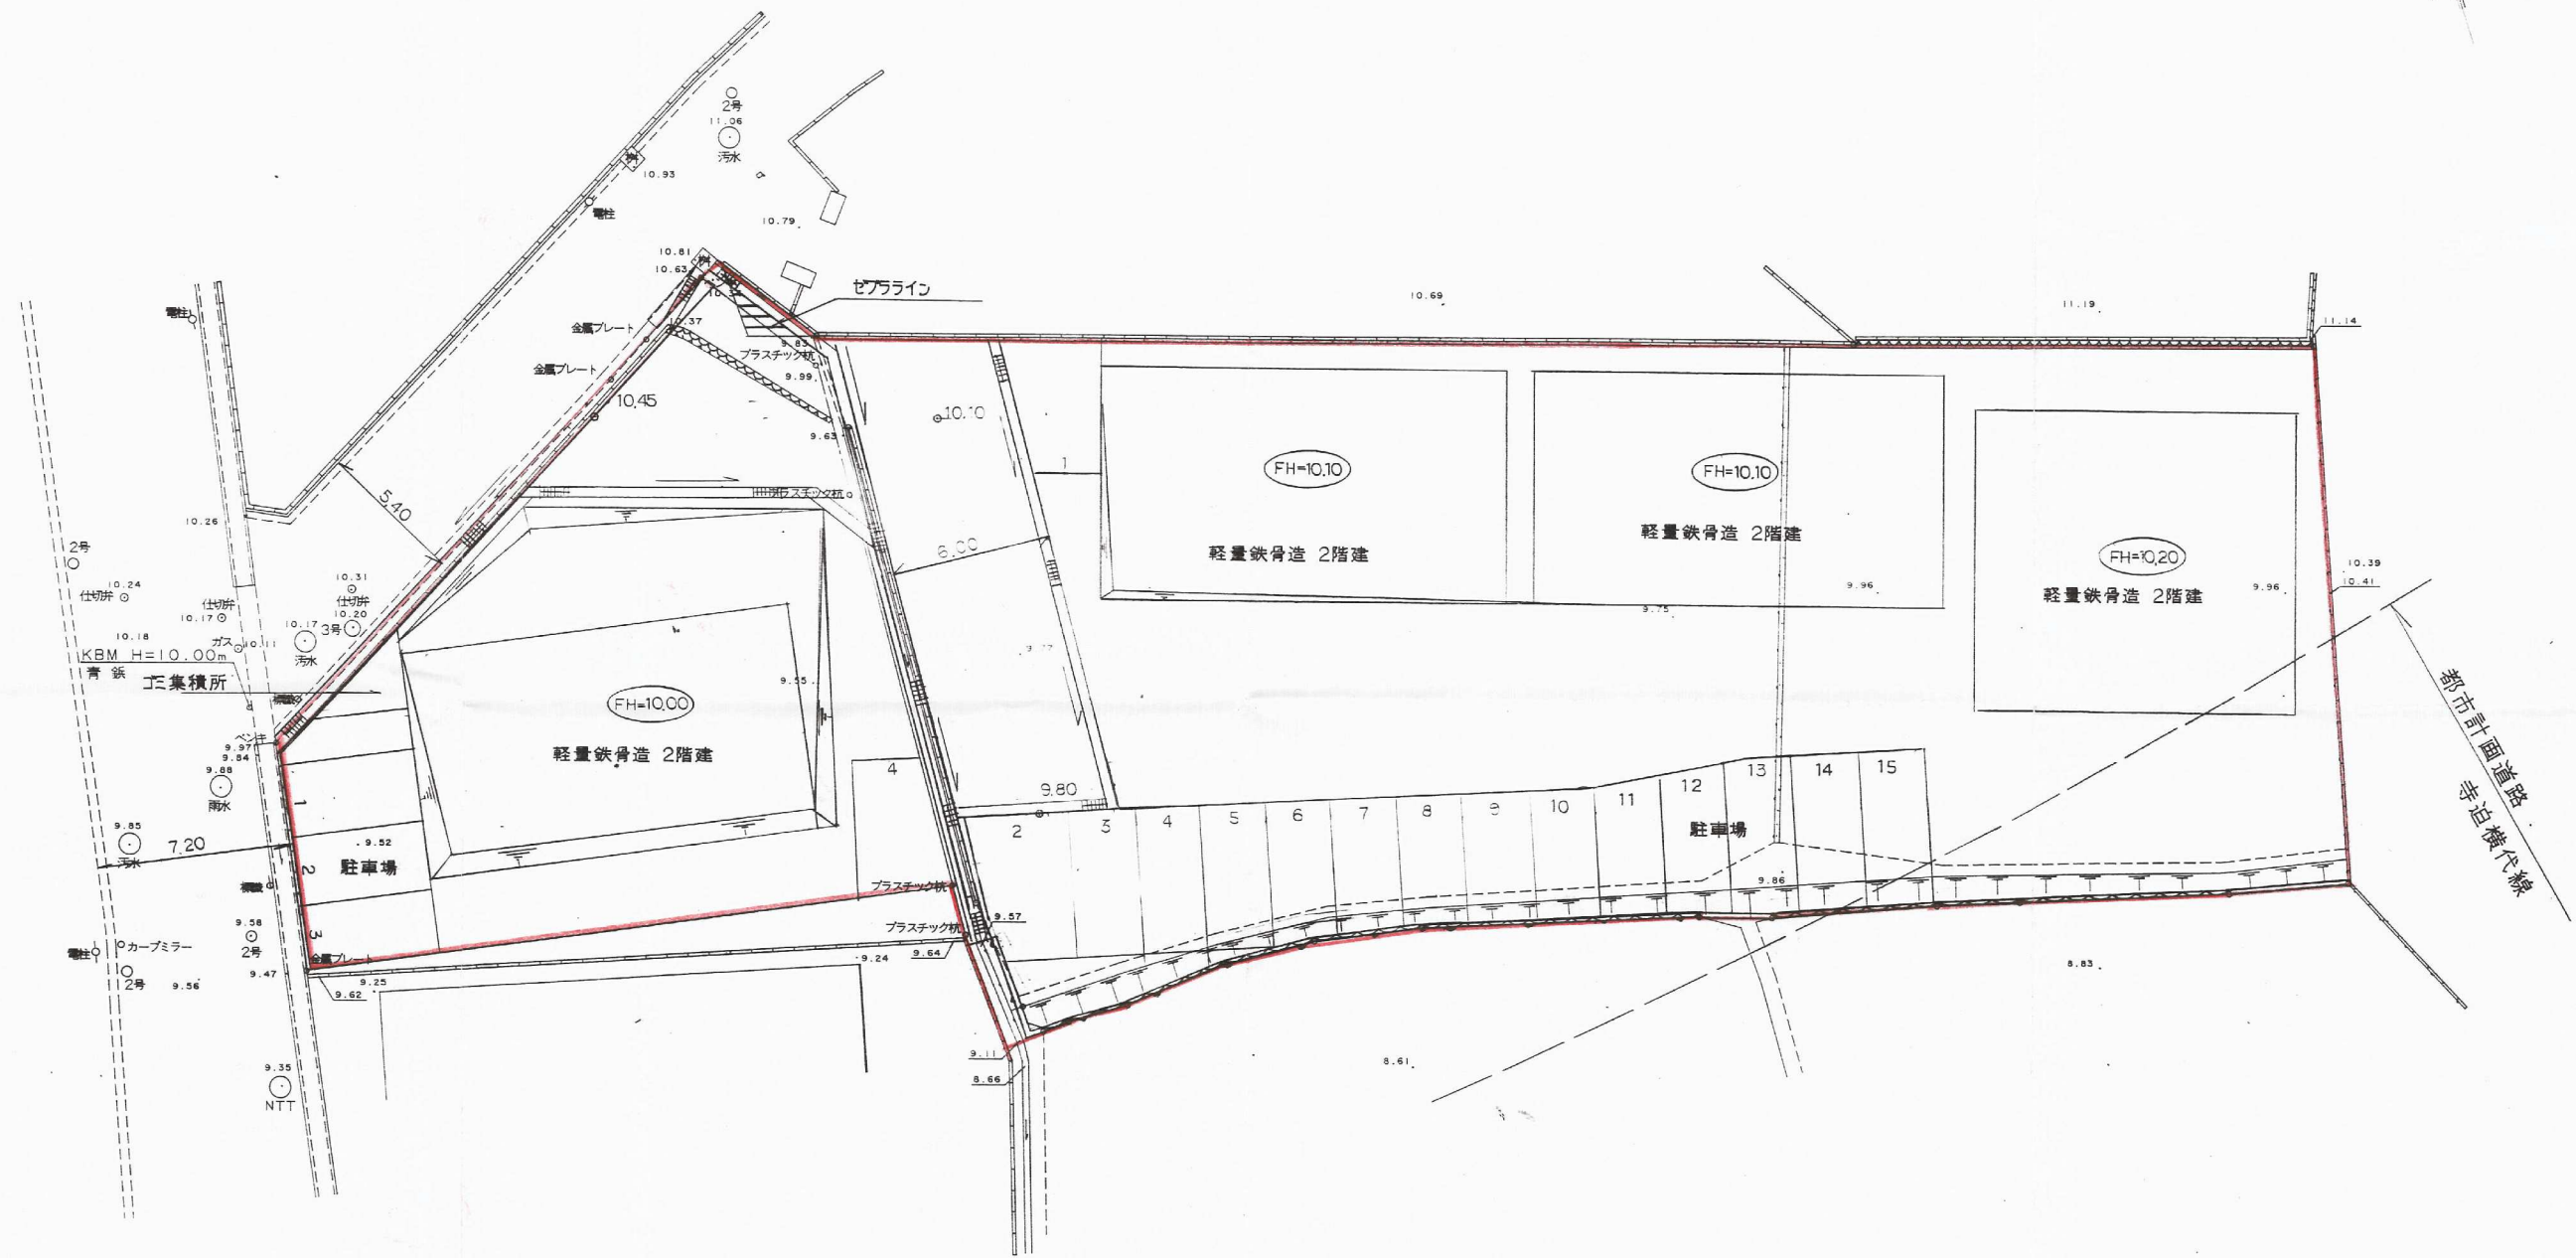 2号
11.06
汚水
桝
10.93
電柱
10.79
10.81
10.63
桝
ゼブラライン
10.69
11.19
11.14
電柱
金属プレート
10.37
9.83
プラスチック杭
9.99
金属プレート
10,45
10.10
9.63
1
FH=10,10
軽量鉄骨造 2階建
FH=10,10
軽量鉄骨造 2階建
FH=10,20
軽量鉄骨造 2階建
9.96
9.96
9.75
10.39
10.41
プラスチック杭
5,40
6,00
10.26
2号
10.24
仕切弁
10.31
仕切弁
10.20
3号
仕切弁
10.17
10.17
汚水
10.18
ガス
10.11
KBM H=10.00m
青 鋲
ゴミ集積所
9.55
FH=10,00
軽量鉄骨造 2階建
ペンキ
9.97
9.84
9.88
雨水
9.85
汚水
7,20
1
2
3
9.52
駐車場
4
9,80
2
3
4
5
6
7
8
9
10
11
12
13
14
15
駐車場
9.86
都市計画道路
寺迫横代線
プラスチック杭
プラスチック杭
9.57
9.64
9.24
9.58
2号
金属プレート
9.47
9.62
9.25
電柱
カーブミラー
2号
9.56
9.35
NTT
9.11
8.66
8.61
8.83